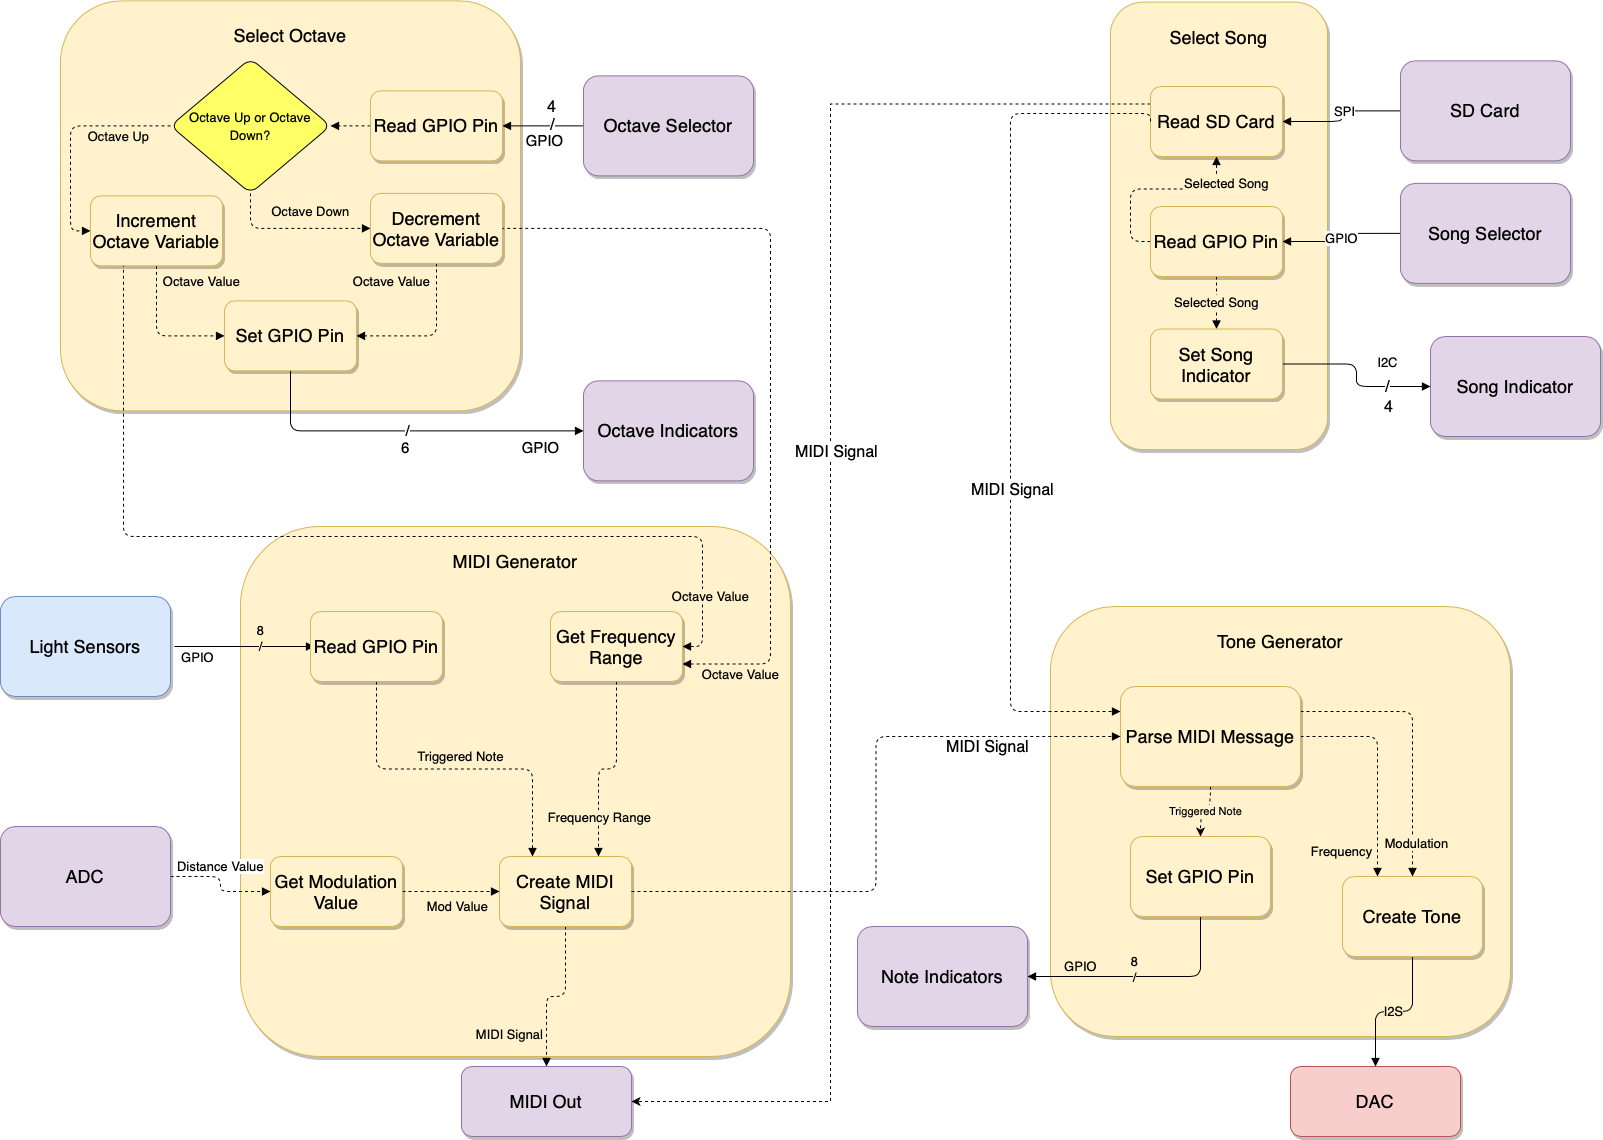 Select Octave
Octave Up or Octave
Down?
Octave Up
Read GPIO Pin
4
GPIO
Octave Selector
Increment
Octave Variable
Octave Down
Decrement
Octave Variable
Octave Value
Octave Value
Set GPIO Pin
6
GPIO
Octave Indicators
Select Song
Read SD Card
SPI
SD Card
Selected Song
Read GPIO Pin
GPIO
Song Selector
Selected Song
Set Song
Indicator
I2C
4
Song Indicator
MIDI Signal
MIDI Signal
MIDI Generator
Light Sensors
GPIO
8
Read GPIO Pin
Octave Value
Get Frequency
Range
Octave Value
Triggered Note
Frequency Range
ADC
Distance Value
Get Modulation
Value
Mod Value
Create MIDI
Signal
MIDI Signal
MIDI Out
MIDI Signal
Tone Generator
Parse MIDI Message
Triggered Note
Set GPIO Pin
Frequency
Modulation
Create Tone
Note Indicators
GPIO
8
I2S
DAC